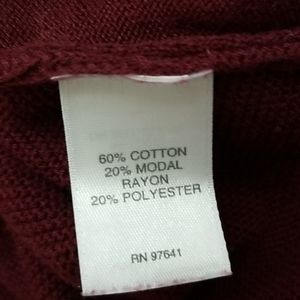 60% COTTON
20% MODAL
RAYON
20% POLYESTER
RN 97641